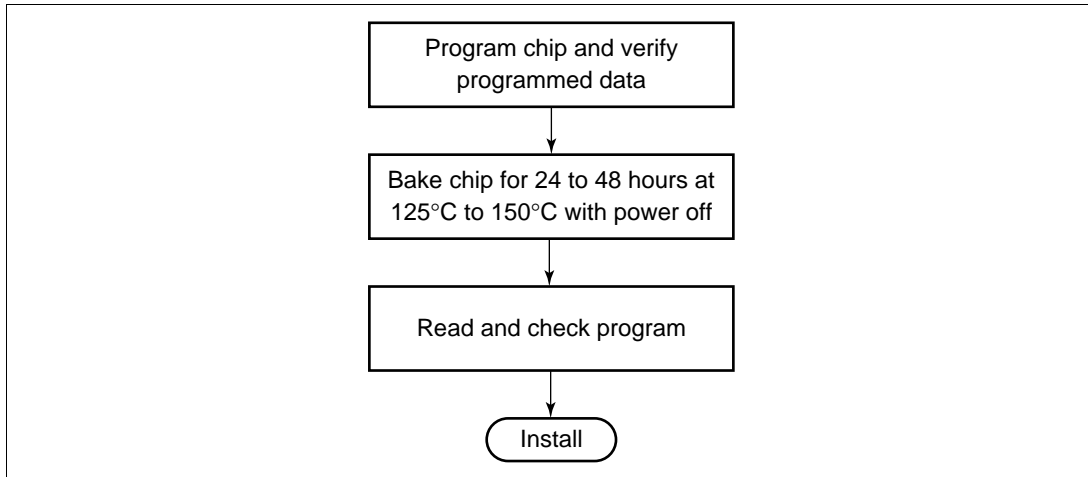 Program chip and verify
programmed data
Bake chip for 24 to 48 hours at
125°C to 150°C with power off
Read and check program
Install